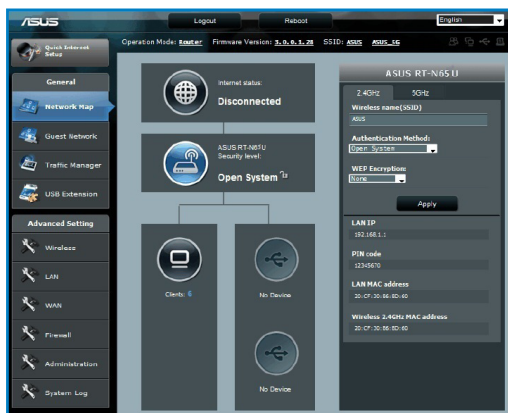 ASUS
Logout
Reboot
English
Quick Internet
Setup
Operation Mode: Router Firmware Version: 3.0.0.1.28 SSID: ASUS ASUS_5G
General
Network Map
Guest Network
Traffic Manager
USB Extension
Advanced Setting
Wireless
LAN
WAN
Firewall
Administration
System Log
Internet status:
Disconnected
ASUS RT-N65U
Security level:
Open System
Clients: 6
No Device
No Device
ASUS RT-N65U
2.4GHz 5GHz
Wireless name(SSID)
ASUS
Authentication Method:
Open System
WEP Encryption:
None
Apply
LAN IP
192.168.1.1
PIN code
12345670
LAN MAC address
20:CF:30:B6:8D:60
Wireless 2.4GHz MAC address
20:CF:30:B6:8D:60